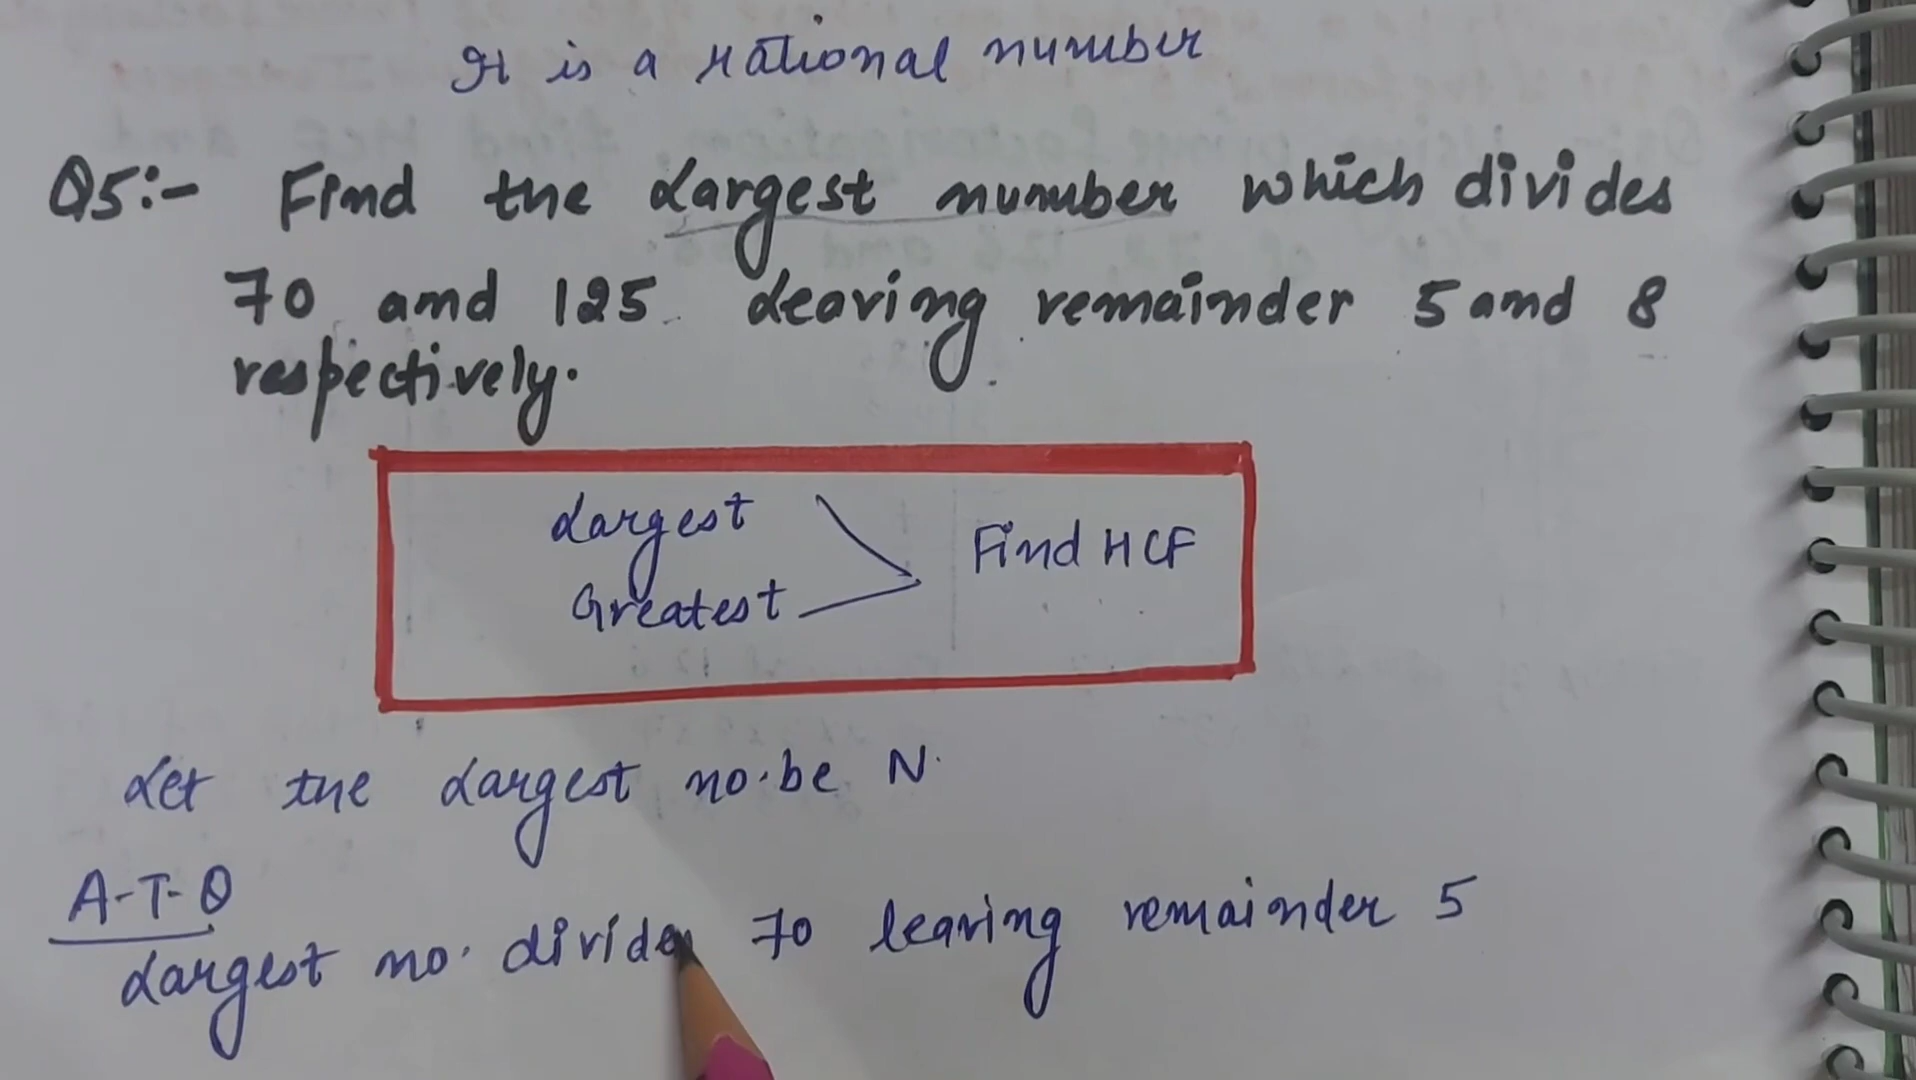 It is a rational number
Q5:- Find the Largest number which divides
70 and 125 Leaving remainder 5 and 8
respectively.
Largest
Greatest
Find HCF
Let the Largest no. be N.
A-T-Q
Largest no. divides 70 leaving remainder 5